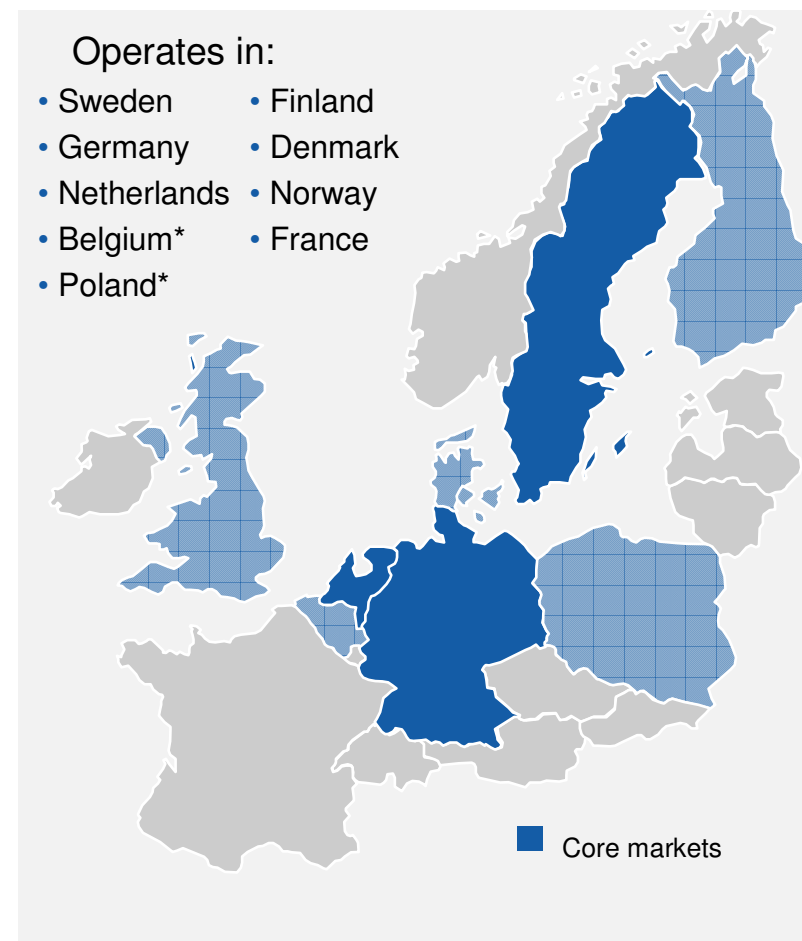 Operates in:
• Sweden
• Germany
• Netherlands
• Belgium*
• Poland*
• Finland
• Denmark
• Norway
• France
Core markets